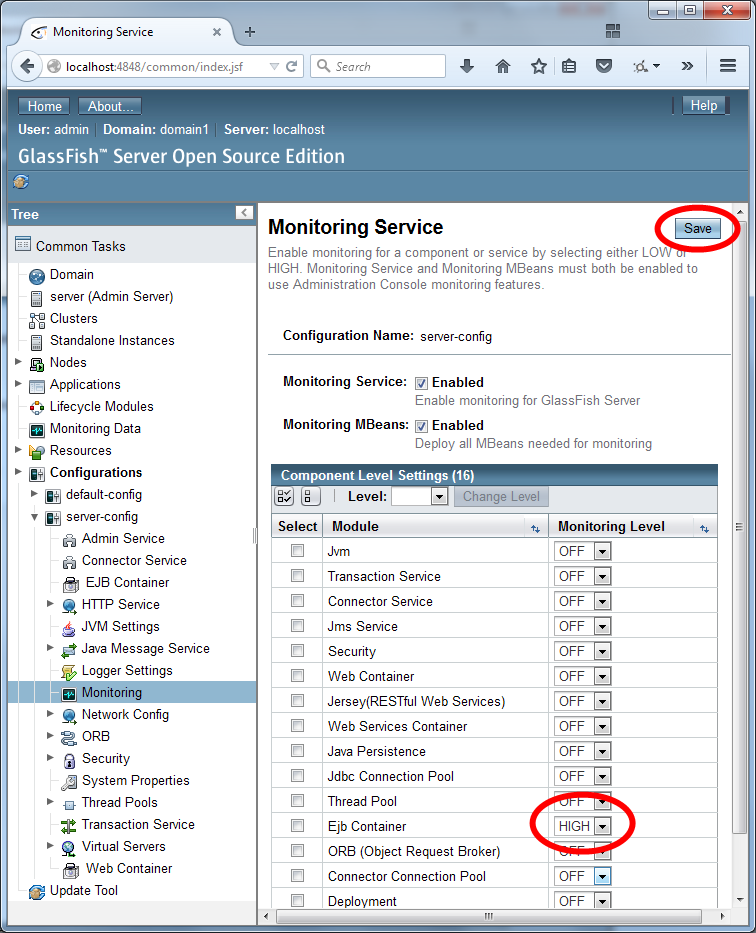 Monitoring Service
localhost:4848/common/index.jsf
Search
Home
About...
Help
User: admin
Domain: domain1
Server: localhost
GlassFish™ Server Open Source Edition
Tree
Common Tasks
Domain
server (Admin Server)
Clusters
Standalone Instances
Nodes
Applications
Lifecycle Modules
Monitoring Data
Resources
Configurations
default-config
server-config
Admin Service
Connector Service
EJB Container
HTTP Service
JVM Settings
Java Message Service
Logger Settings
Monitoring
Network Config
ORB
Security
System Properties
Thread Pools
Transaction Service
Virtual Servers
Web Container
Update Tool
Monitoring Service
Save
Enable monitoring for a component or service by selecting either LOW or
HIGH. Monitoring Service and Monitoring MBeans must both be enabled to
use Administration Console monitoring features.
Configuration Name: server-config
Monitoring Service: Enabled
Enable monitoring for GlassFish Server
Monitoring MBeans: Enabled
Deploy all MBeans needed for monitoring
Component Level Settings (16)
Level: Change Level
Select Module Monitoring Level
Jvm OFF
Transaction Service OFF
Connector Service OFF
Jms Service OFF
Security OFF
Web Container OFF
Jersey(RESTful Web Services) OFF
Web Services Container OFF
Java Persistence OFF
Jdbc Connection Pool OFF
Thread Pool OFF
Ejb Container HIGH
ORB (Object Request Broker) OFF
Connector Connection Pool OFF
Deployment OFF